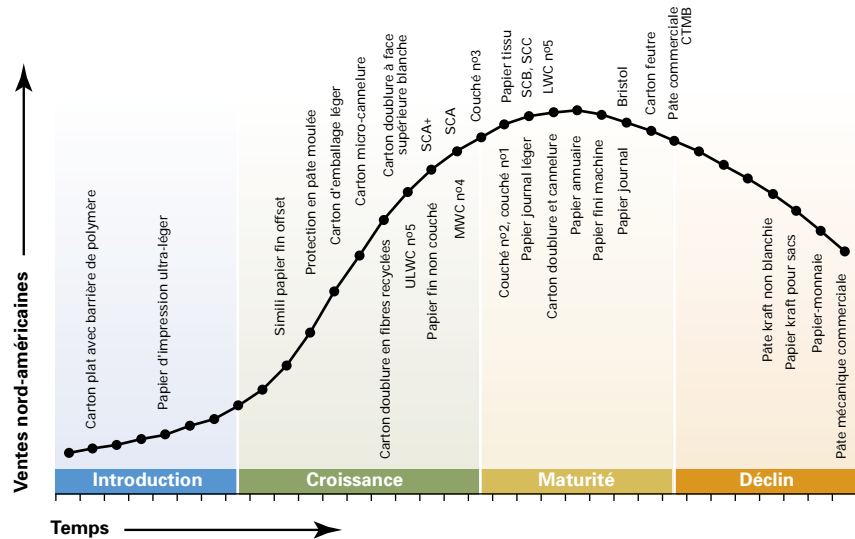 Ventes nord-américaines
Carton plat avec barrière de polymère
Papier d'impression ultra-léger
Simili papier fin offset
Protection en pâte moulée
Carton d'emballage léger
Carton micro-cannelure
Carton doublure en fibres recyclées
Carton doublure à face
supérieure blanche
ULWC nº5
SCA+
Papier fin non couché
SCA
MWC nº4
Couché nº3
Papier tissu
Couché nº2, couché nº1
SCB, SCC
Papier journal léger
LWC nº5
Carton doublure et cannelure
Papier annuaire
Papier fini machine
Bristol
Papier journal
Carton feutre
Pâte commerciale
CTMB
Pâte kraft non blanchie
Papier kraft pour sacs
Papier-monnaie
Pâte mécanique commerciale
Introduction
Croissance
Maturité
Déclin
Temps